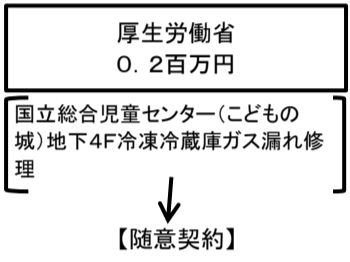 厚生労働省
０．２百万円
国立総合児童センター（こどもの
城）地下４Ｆ冷凍冷蔵庫ガス漏れ修
理
【随意契約】